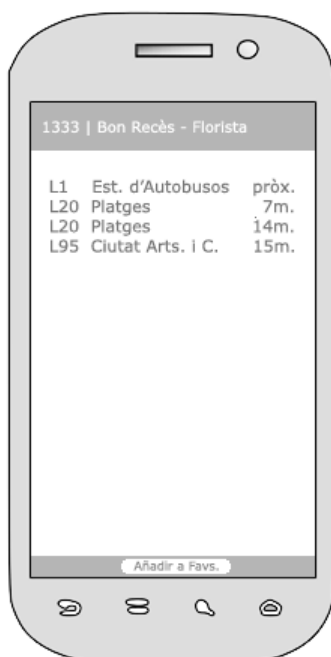 1333 | Bon Recès - Florista
L1 Est. d'Autobusos pròx.
L20 Platges 7m.
L20 Platges 14m.
L95 Ciutat Arts. i C. 15m.
Añadir a Favs.